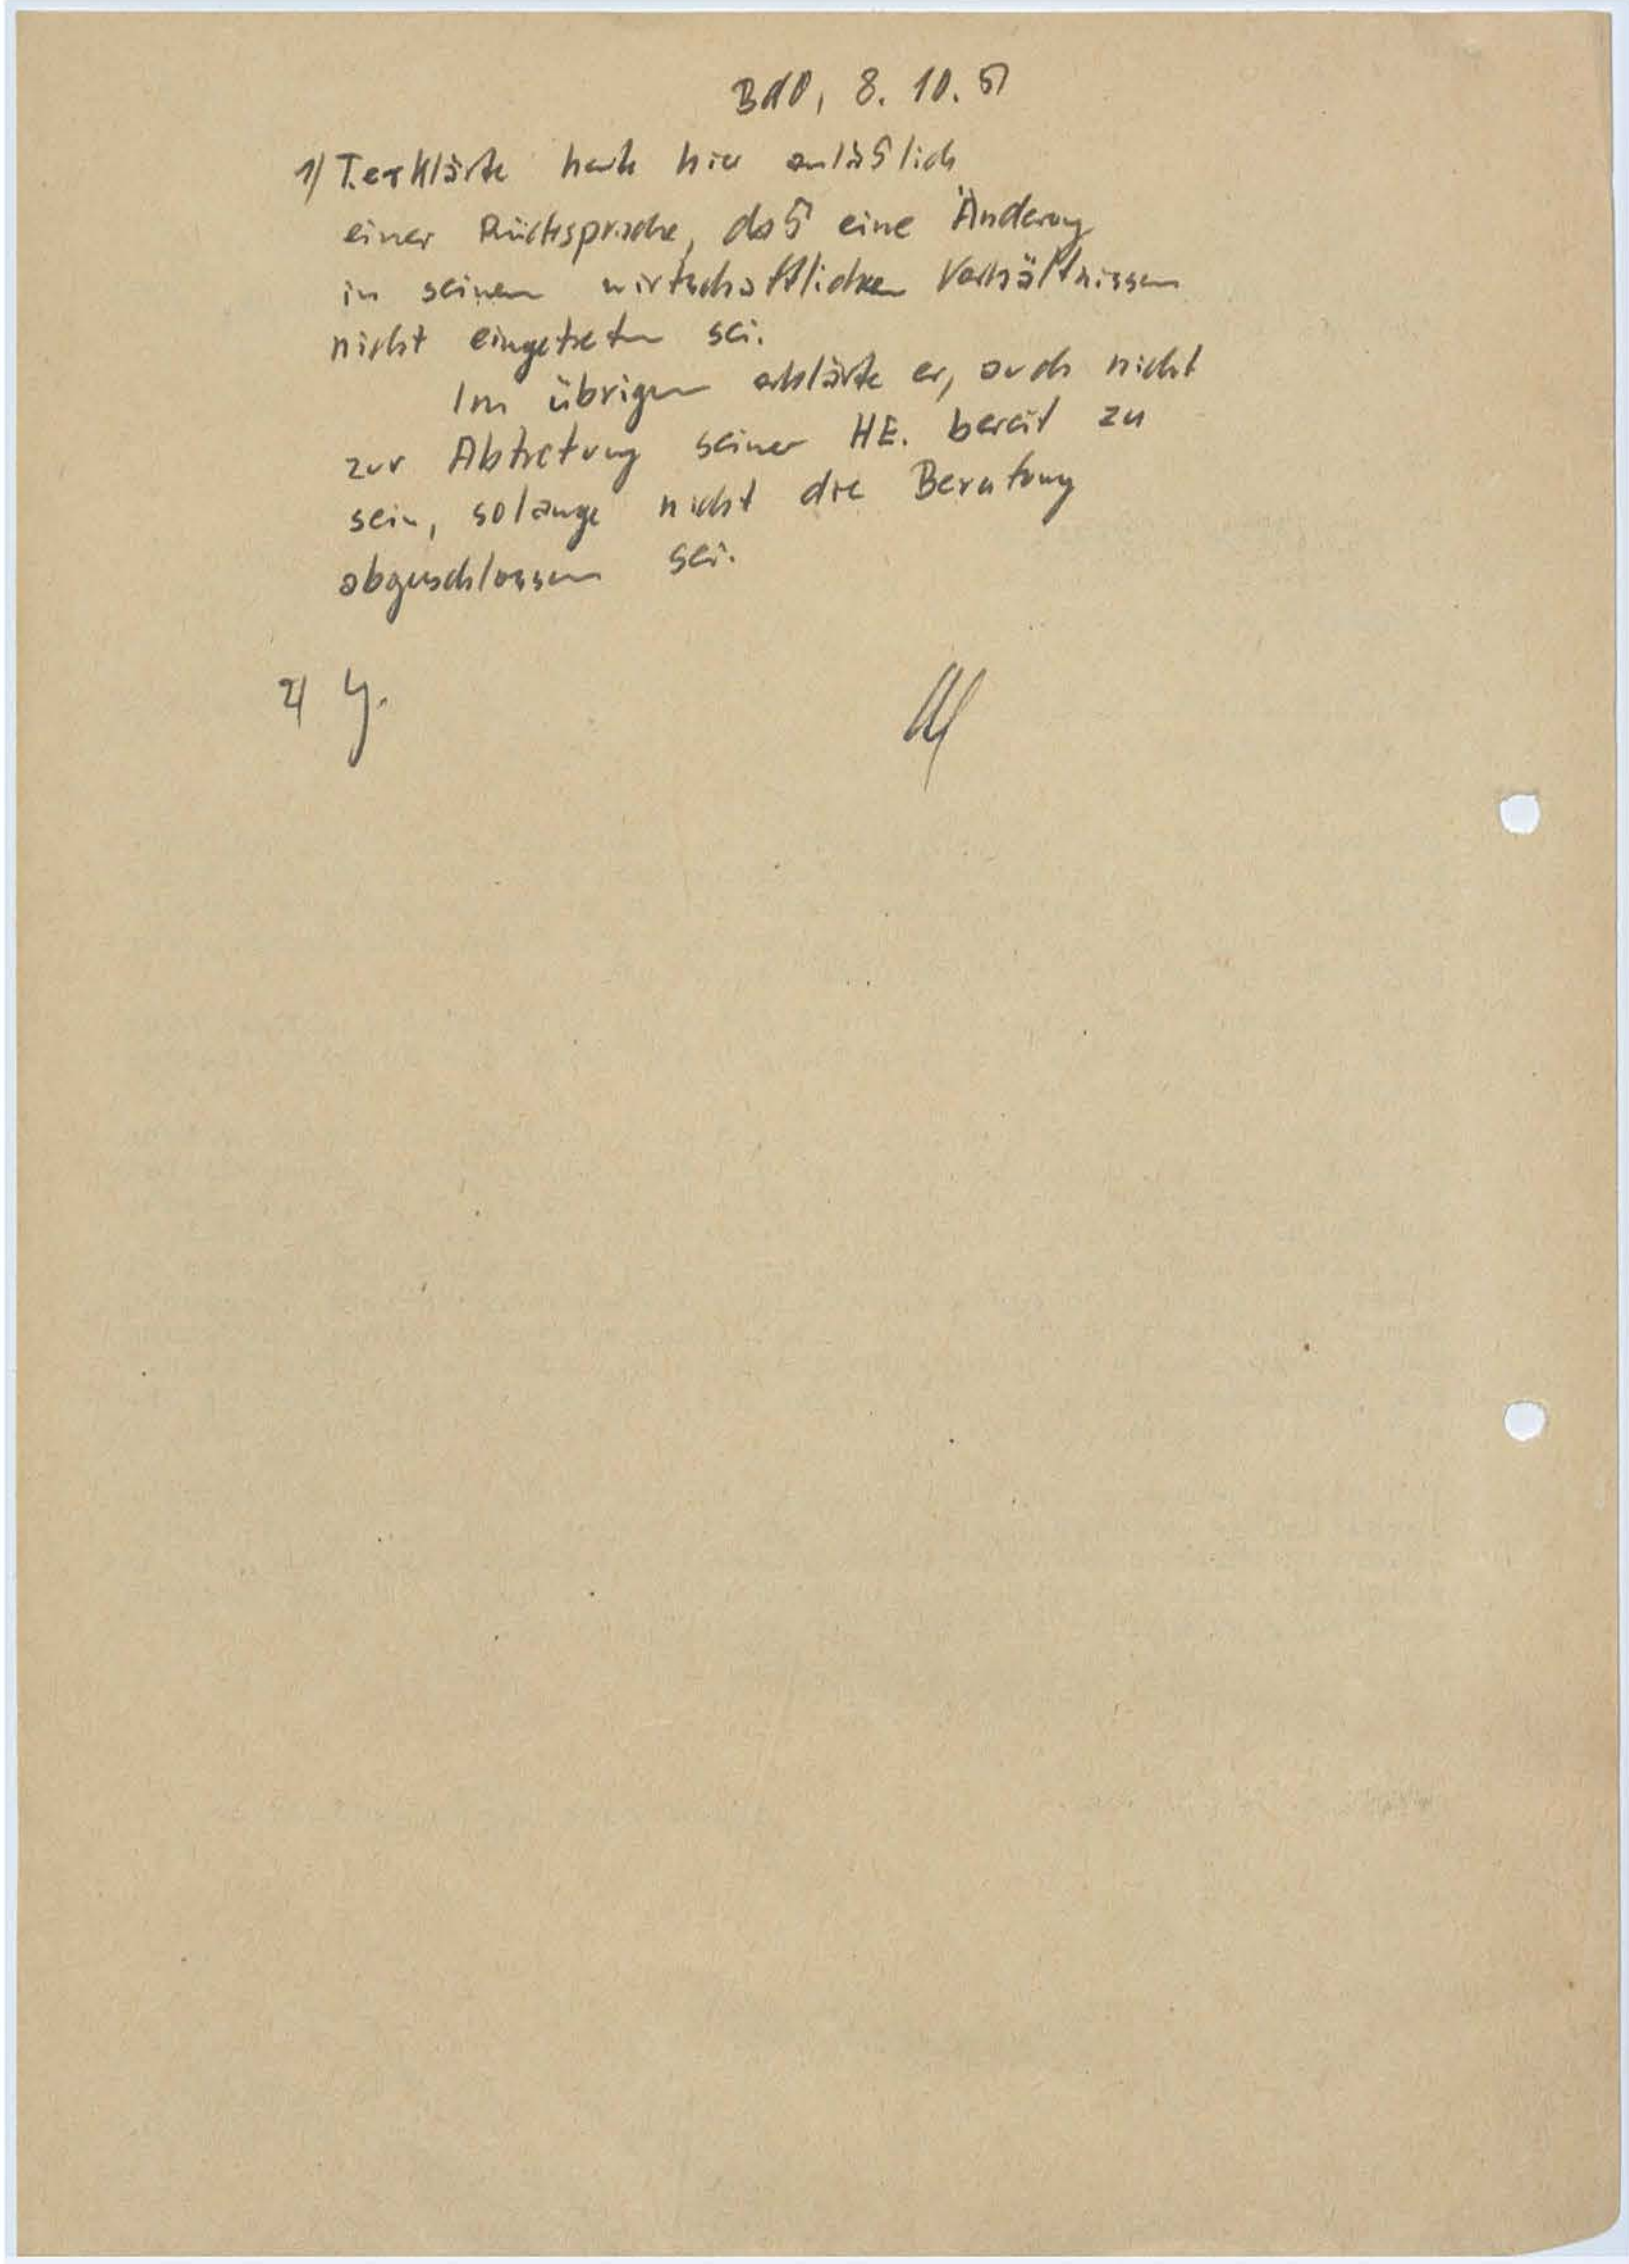 BdO, 8. 10. 51
1) T. erklärte heute hier anläßlich
einer Rücksprache, daß eine Änderung
in seinen wirtschaftlichen Verhältnissen
nicht eingetreten sei.
Im übrigen erklärte er, auch nicht
zur Abtretung seiner HE. bereit zu
sein, solange nicht die Beratung
abgeschlossen sei.
2)